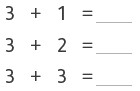 3 + 1 =____
3 + 2 =____
3 + 3 =____